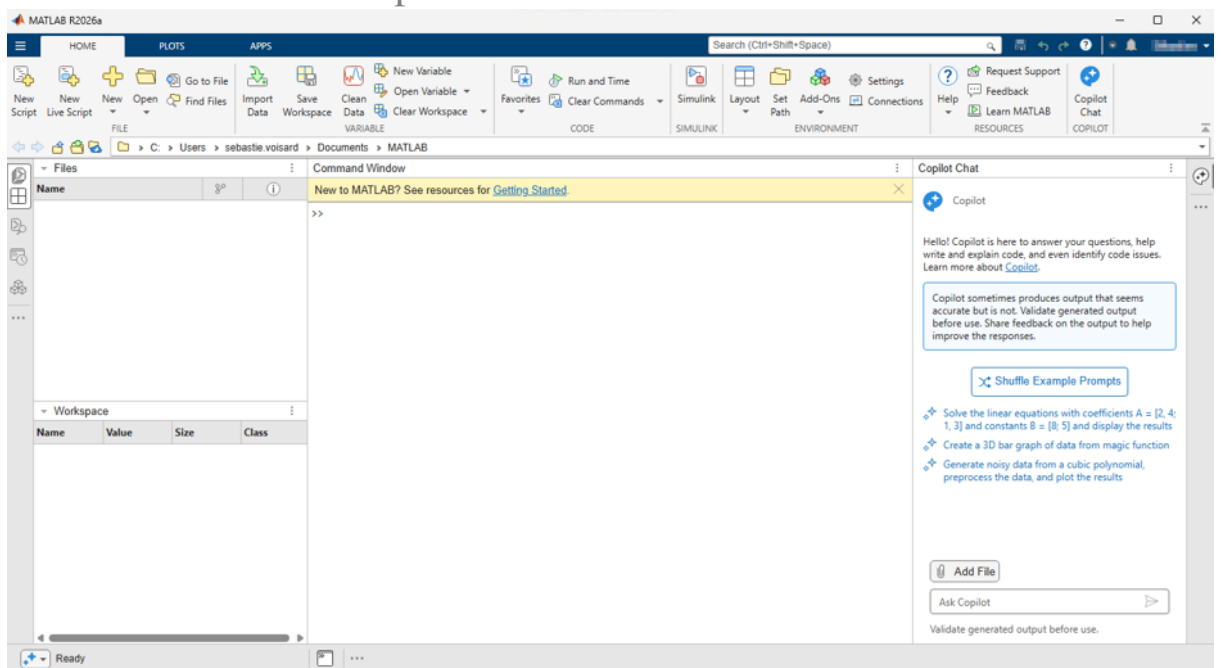 MATLAB R2026a
HOME PLOTS APPS
Search (Ctrl+Shift+Space)
New Script
New Live Script
New
Open
Go to File
Find Files
FILE
Import Data
Save Workspace
Clean Data
New Variable
Open Variable
Clear Workspace
VARIABLE
Favorites
Run and Time
Clear Commands
CODE
Simulink
SIMULINK
Layout
Set Path
Add-Ons
Settings
Connections
ENVIRONMENT
Help
Request Support
Feedback
Learn MATLAB
RESOURCES
Copilot Chat
COPILOT
C: › Users › sebastie.voisard › Documents › MATLAB
Files
Name
Workspace
Name Value Size Class
Command Window
New to MATLAB? See resources for Getting Started.
>>
Copilot Chat
Copilot
Hello! Copilot is here to answer your questions, help
write and explain code, and even identify code issues.
Learn more about Copilot.
Copilot sometimes produces output that seems
accurate but is not. Validate generated output
before use. Share feedback on the output to help
improve the responses.
Shuffle Example Prompts
Solve the linear equations with coefficients A = [2, 4;
1, 3] and constants B = [8; 5] and display the results
Create a 3D bar graph of data from magic function
Generate noisy data from a cubic polynomial,
preprocess the data, and plot the results
Add File
Ask Copilot
Validate generated output before use.
Ready